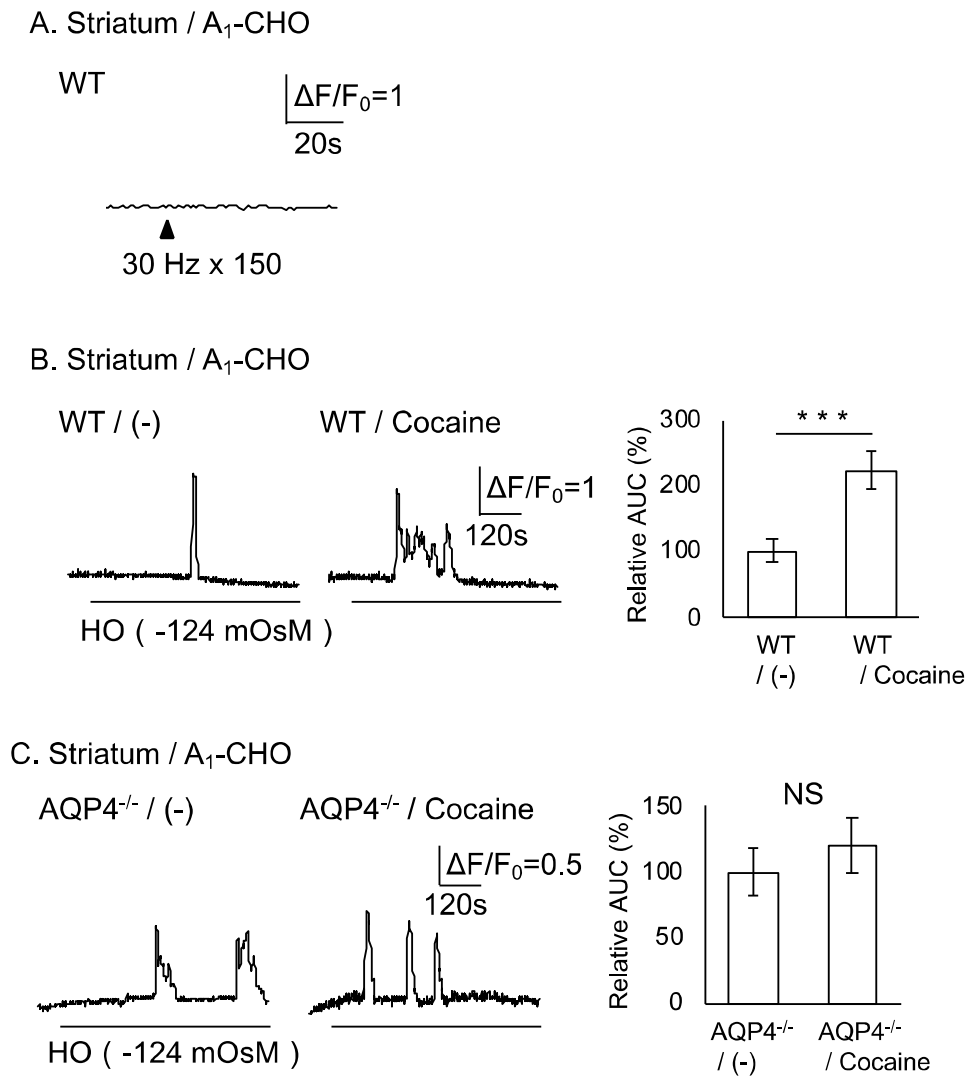 A. Striatum / A₁-CHO
WT
ΔF/F₀=1
20s
30 Hz x 150
B. Striatum / A₁-CHO
WT / (-)
WT / Cocaine
ΔF/F₀=1
120s
HO ( -124 mOsM )
Relative AUC (%)
300
200
100
0
* * *
WT
/ (-)
WT
/ Cocaine
C. Striatum / A₁-CHO
AQP4⁻/⁻ / (-)
AQP4⁻/⁻ / Cocaine
ΔF/F₀=0.5
120s
HO ( -124 mOsM )
Relative AUC (%)
150
100
50
0
NS
AQP4⁻/⁻
/ (-)
AQP4⁻/⁻
/ Cocaine